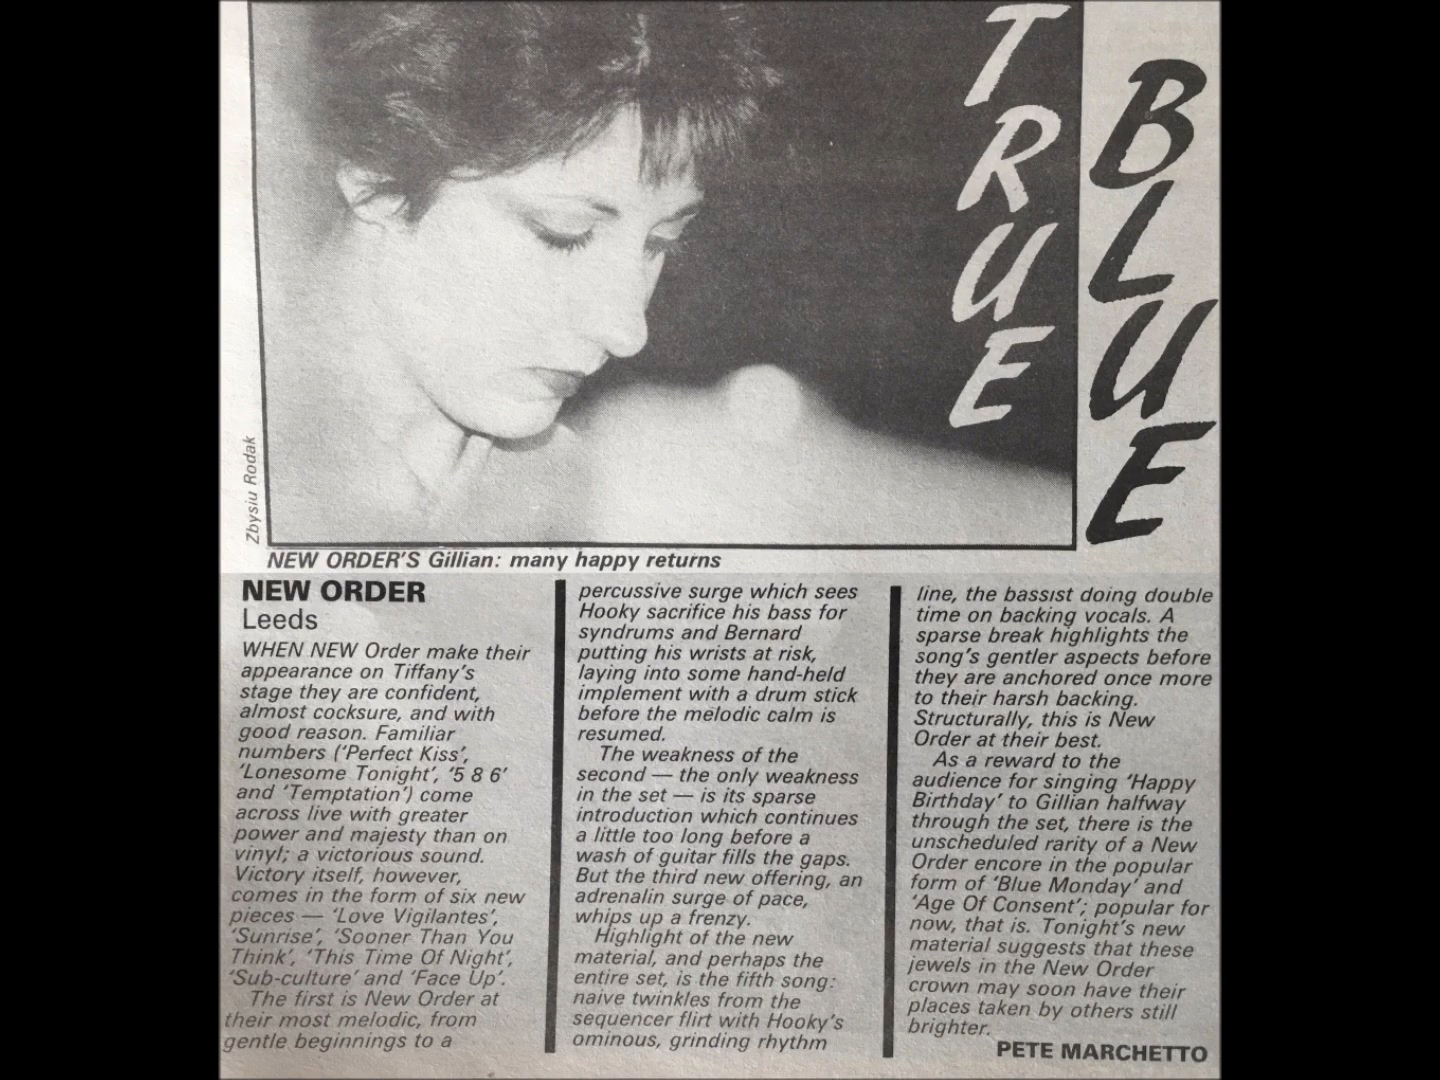 TRUE
BLUE
Zbysiu Rodak
NEW ORDER'S Gillian: many happy returns
NEW ORDER
Leeds
WHEN NEW Order make their
appearance on Tiffany's
stage they are confident,
almost cocksure, and with
good reason. Familiar
numbers ('Perfect Kiss',
'Lonesome Tonight', '5 8 6'
and 'Temptation') come
across live with greater
power and majesty than on
vinyl; a victorious sound.
Victory itself, however,
comes in the form of six new
pieces — 'Love Vigilantes',
'Sunrise', 'Sooner Than You
Think', 'This Time Of Night',
'Sub-culture' and 'Face Up'.
The first is New Order at
their most melodic, from
gentle beginnings to a
percussive surge which sees
Hooky sacrifice his bass for
syndrums and Bernard
putting his wrists at risk,
laying into some hand-held
implement with a drum stick
before the melodic calm is
resumed.
The weakness of the
second — the only weakness
in the set — is its sparse
introduction which continues
a little too long before a
wash of guitar fills the gaps.
But the third new offering, an
adrenalin surge of pace,
whips up a frenzy.
Highlight of the new
material, and perhaps the
entire set, is the fifth song:
naive twinkles from the
sequencer flirt with Hooky's
ominous, grinding rhythm
line, the bassist doing double
time on backing vocals. A
sparse break highlights the
song's gentler aspects before
they are anchored once more
to their harsh backing.
Structurally, this is New
Order at their best.
As a reward to the
audience for singing 'Happy
Birthday' to Gillian halfway
through the set, there is the
unscheduled rarity of a New
Order encore in the popular
form of 'Blue Monday' and
'Age Of Consent'; popular for
now, that is. Tonight's new
material suggests that these
jewels in the New Order
crown may soon have their
places taken by others still
brighter.
PETE MARCHETTO